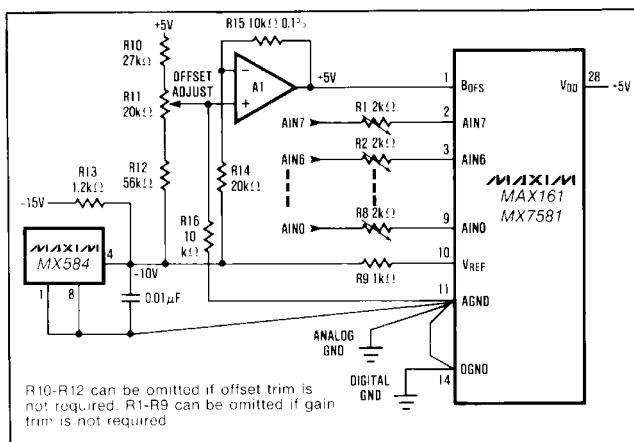 R15 10kΩ 0.1%
+5V
R10
27kΩ
OFFSET
ADJUST
R11
20kΩ
−
+
A1
+5V
R12
56kΩ
R13
1.2kΩ
-15V
R14
20kΩ
R16
10
kΩ
MAXIM
MX584
4
1
8
-10V
0.01µF
AIN7
R1 2kΩ
AIN6
R2 2kΩ
AIN0
R8 2kΩ
R9 1kΩ
1
BOFS
2
AIN7
3
AIN6
9
AIN0
10
VREF
11
AGND
14
DGND
VDD
28
+5V
MAXIM
MAX161
MX7581
ANALOG
GND
DIGITAL
GND
R10-R12 can be omitted if offset trim is
not required. R1-R9 can be omitted if gain
trim is not required